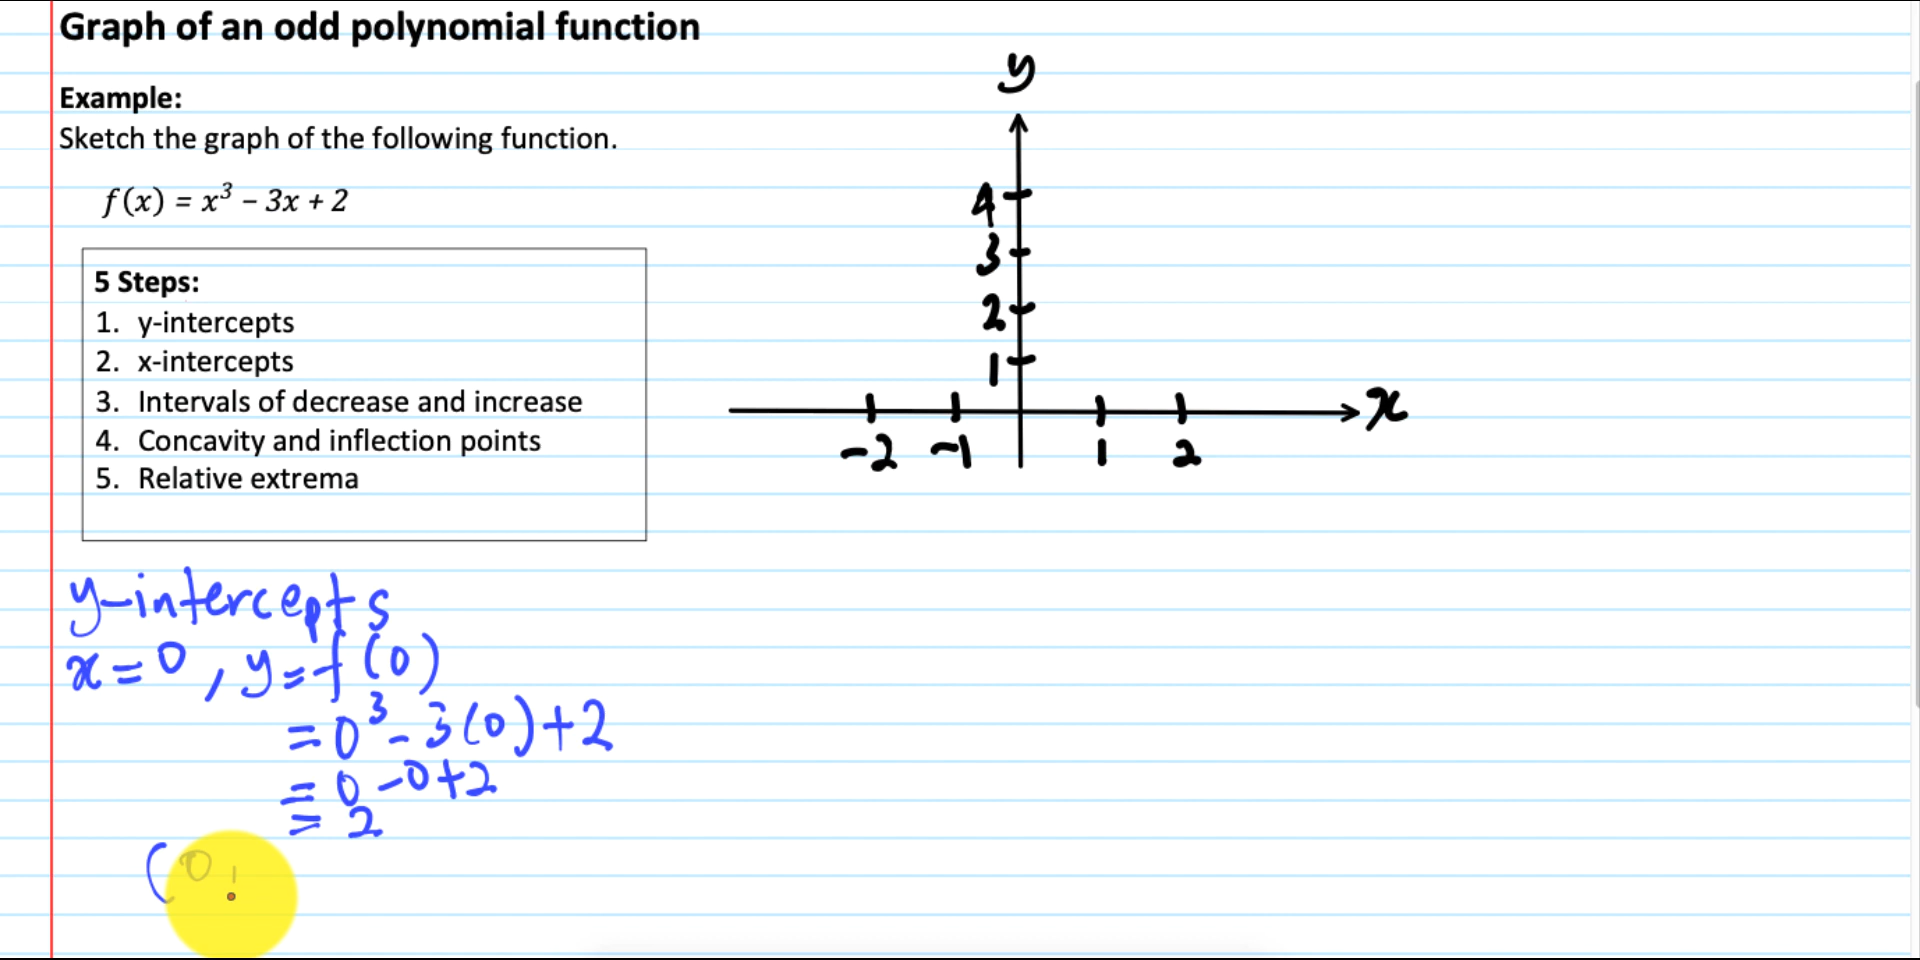 Graph of an odd polynomial function
Example:
Sketch the graph of the following function.
f(x) = x³ − 3x + 2
5 Steps:
1. y-intercepts
2. x-intercepts
3. Intervals of decrease and increase
4. Concavity and inflection points
5. Relative extrema
y
4
3
2
1
x
-2 -1 1 2
y-intercepts
x=0, y=f(0)
=0³-3(0)+2
=0-0+2
=2
(0,